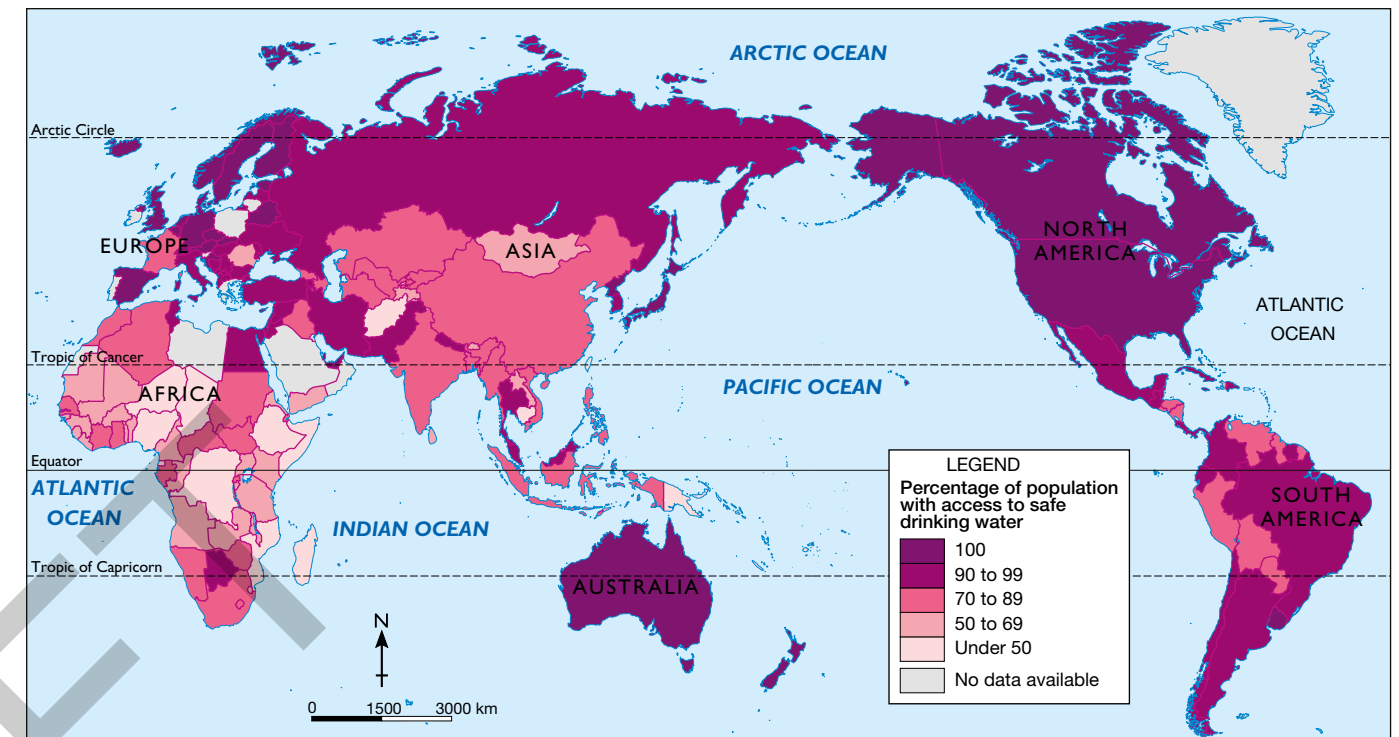 ARCTIC OCEAN
Arctic Circle
NORTH
AMERICA
EUROPE
ASIA
ATLANTIC
OCEAN
Tropic of Cancer
AFRICA
PACIFIC OCEAN
Equator
ATLANTIC
OCEAN
INDIAN OCEAN
SOUTH
AMERICA
Tropic of Capricorn
AUSTRALIA
N
0 1500 3000 km
LEGEND
Percentage of population
with access to safe
drinking water
100
90 to 99
70 to 89
50 to 69
Under 50
No data available